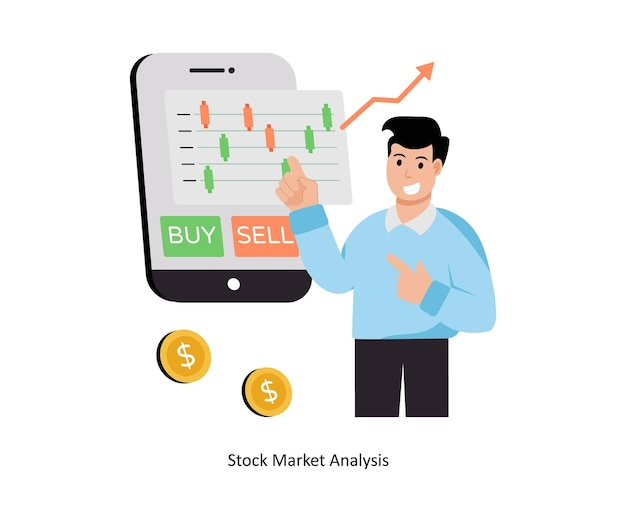 BUY SELL
$
$
Stock Market Analysis